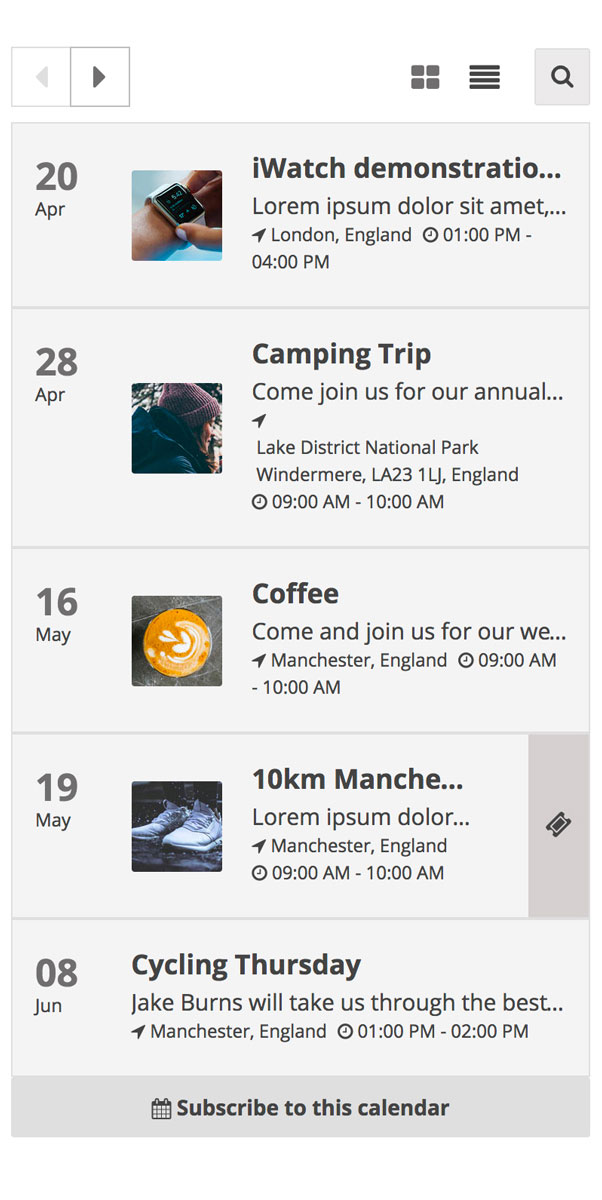 20
Apr
iWatch demonstratio...
Lorem ipsum dolor sit amet,...
London, England 01:00 PM -
04:00 PM
28
Apr
Camping Trip
Come join us for our annual...
Lake District National Park
Windermere, LA23 1LJ, England
09:00 AM - 10:00 AM
16
May
Coffee
Come and join us for our we...
Manchester, England 09:00 AM
- 10:00 AM
19
May
10km Manche...
Lorem ipsum dolor...
Manchester, England
09:00 AM - 10:00 AM
08
Jun
Cycling Thursday
Jake Burns will take us through the best...
Manchester, England 01:00 PM - 02:00 PM
Subscribe to this calendar